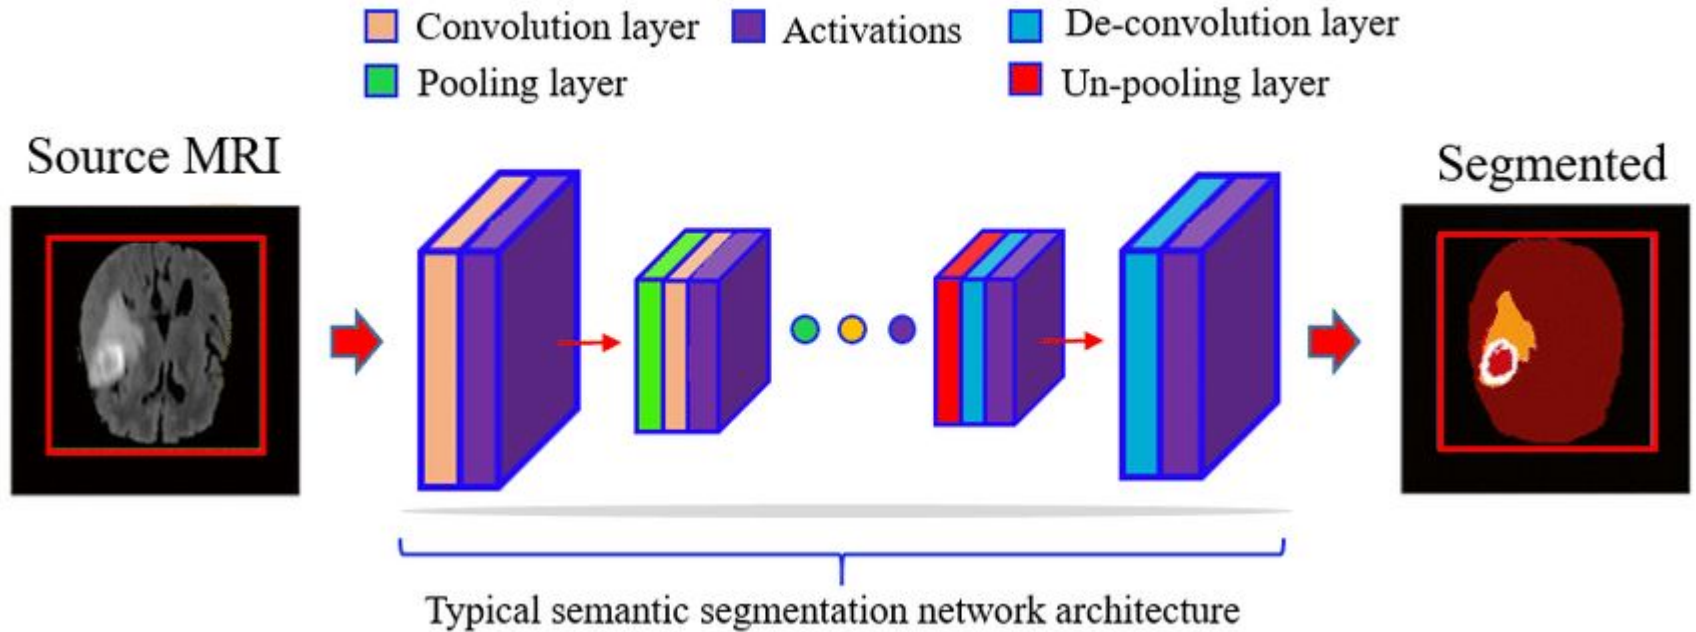 Convolution layer
Activations
De-convolution layer
Pooling layer
Un-pooling layer
Source MRI
Segmented
Typical semantic segmentation network architecture